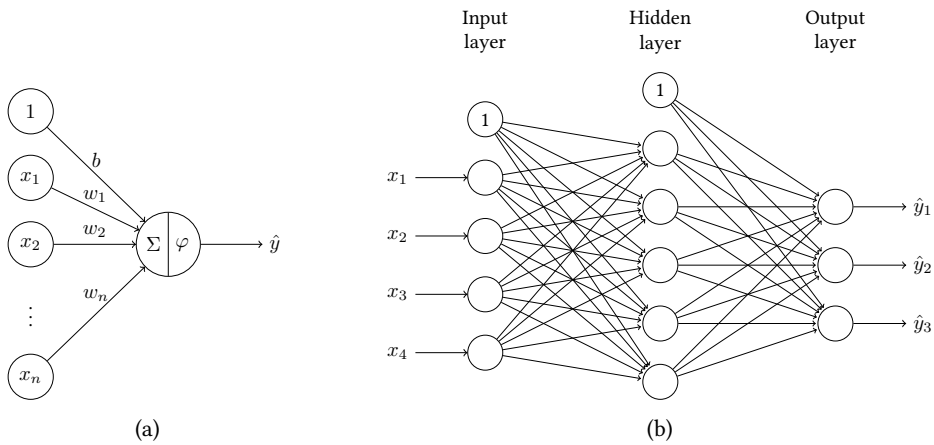 1
b
x₁
w₁
x₂
w₂
Σ φ
ŷ
wₙ
⋮
xₙ
(a)
Input
layer
Hidden
layer
Output
layer
1
1
x₁
x₂
x₃
x₄
ŷ₁
ŷ₂
ŷ₃
(b)